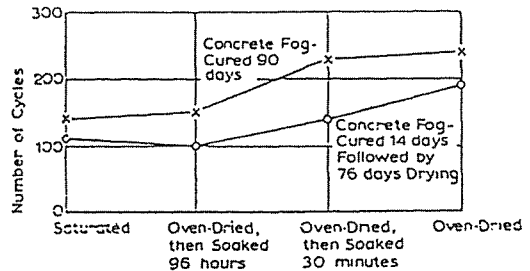 300
200
100
0
Number of Cycles
Concrete Fog-
Cured 90
days
Concrete Fog-
Cured 14 days
Followed by
76 days Drying
Saturated
Oven-Dried,
then Soaked
96 hours
Oven-Dried,
then Soaked
30 minutes
Oven-Dried